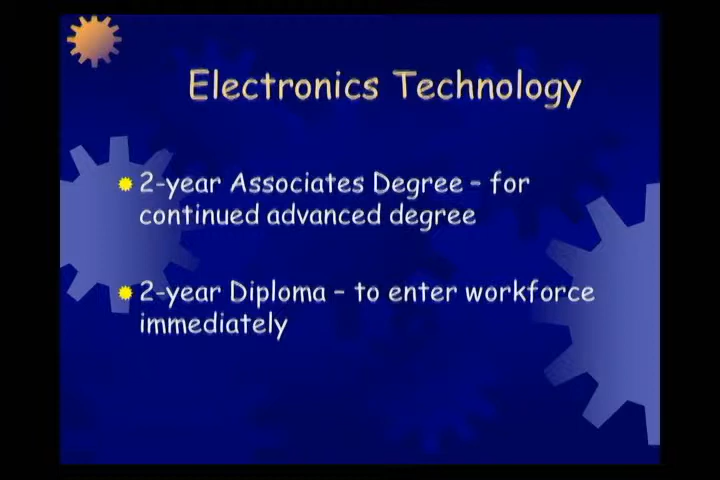 Electronics Technology
2-year Associates Degree – for
continued advanced degree
2-year Diploma – to enter workforce
immediately